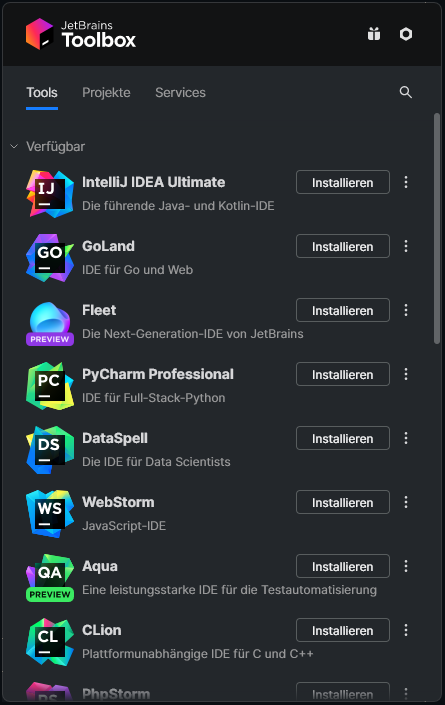 JetBrains
Toolbox
Tools Projekte Services
Verfügbar
IJ
IntelliJ IDEA Ultimate
Installieren
Die führende Java- und Kotlin-IDE
GO
GoLand
Installieren
IDE für Go und Web
Fleet
Installieren
PREVIEW
Die Next-Generation-IDE von JetBrains
PC
PyCharm Professional
Installieren
IDE für Full-Stack-Python
DS
DataSpell
Installieren
Die IDE für Data Scientists
WS
WebStorm
Installieren
JavaScript-IDE
QA
Aqua
Installieren
PREVIEW
Eine leistungsstarke IDE für die Testautomatisierung
CL
CLion
Installieren
Plattformunabhängige IDE für C und C++
PS
PhpStorm
Installieren